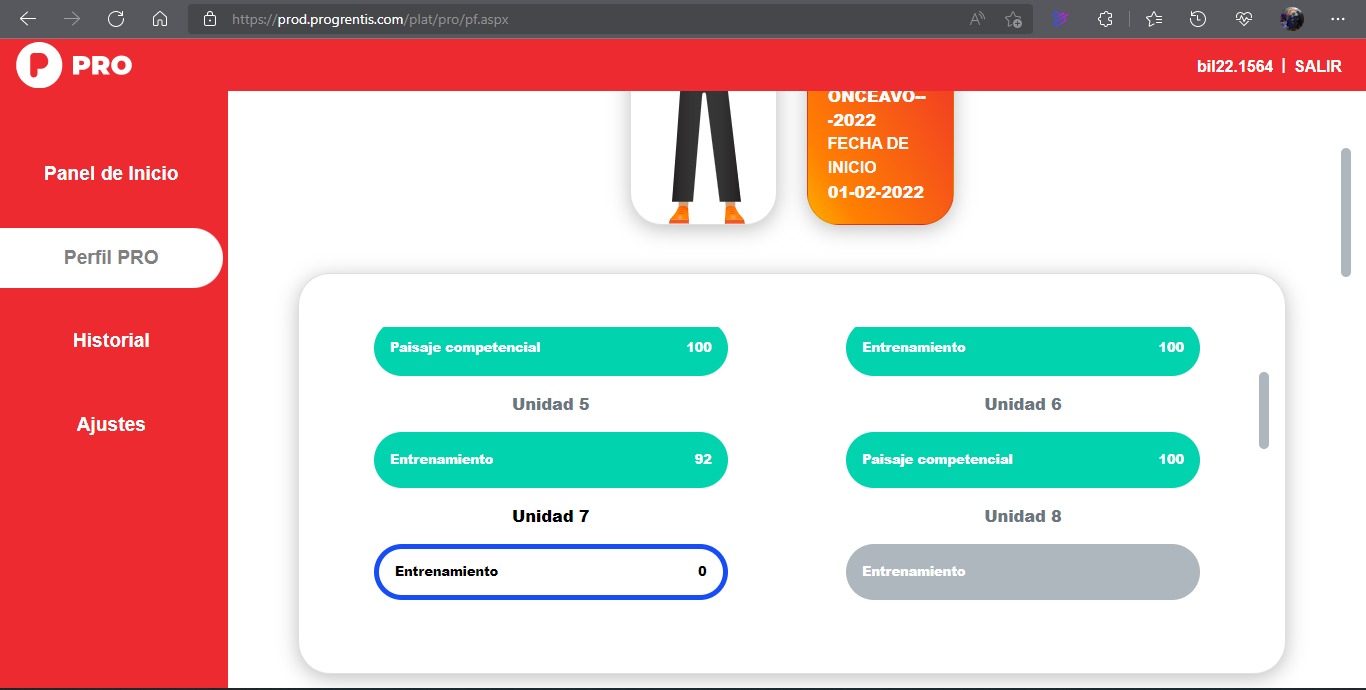 https://prod.progrentis.com/plat/pro/pf.aspx
PRO
bil22.1564 | SALIR
Panel de Inicio
Perfil PRO
Historial
Ajustes
ONCEAVO--
-2022
FECHA DE
INICIO
01-02-2022
Paisaje competencial 100
Entrenamiento 100
Unidad 5
Unidad 6
Entrenamiento 92
Paisaje competencial 100
Unidad 7
Unidad 8
Entrenamiento 0
Entrenamiento